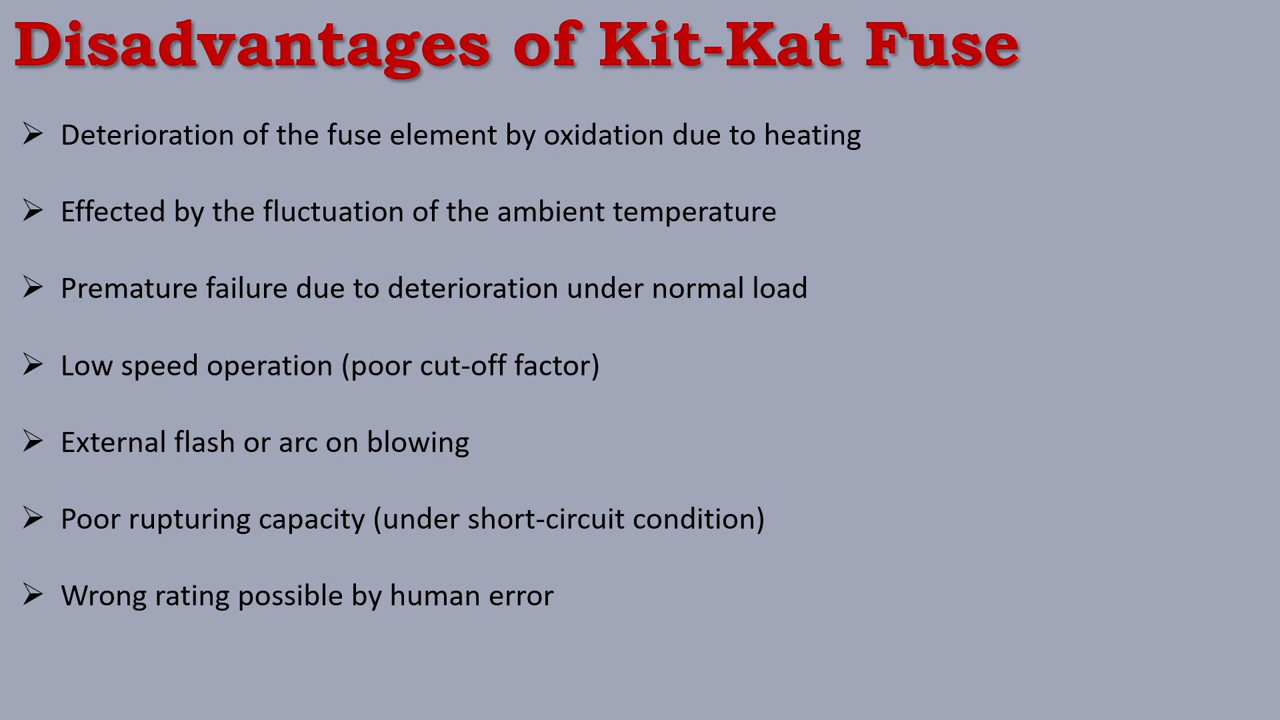 Disadvantages of Kit-Kat Fuse
➢ Deterioration of the fuse element by oxidation due to heating
➢ Effected by the fluctuation of the ambient temperature
➢ Premature failure due to deterioration under normal load
➢ Low speed operation (poor cut-off factor)
➢ External flash or arc on blowing
➢ Poor rupturing capacity (under short-circuit condition)
➢ Wrong rating possible by human error